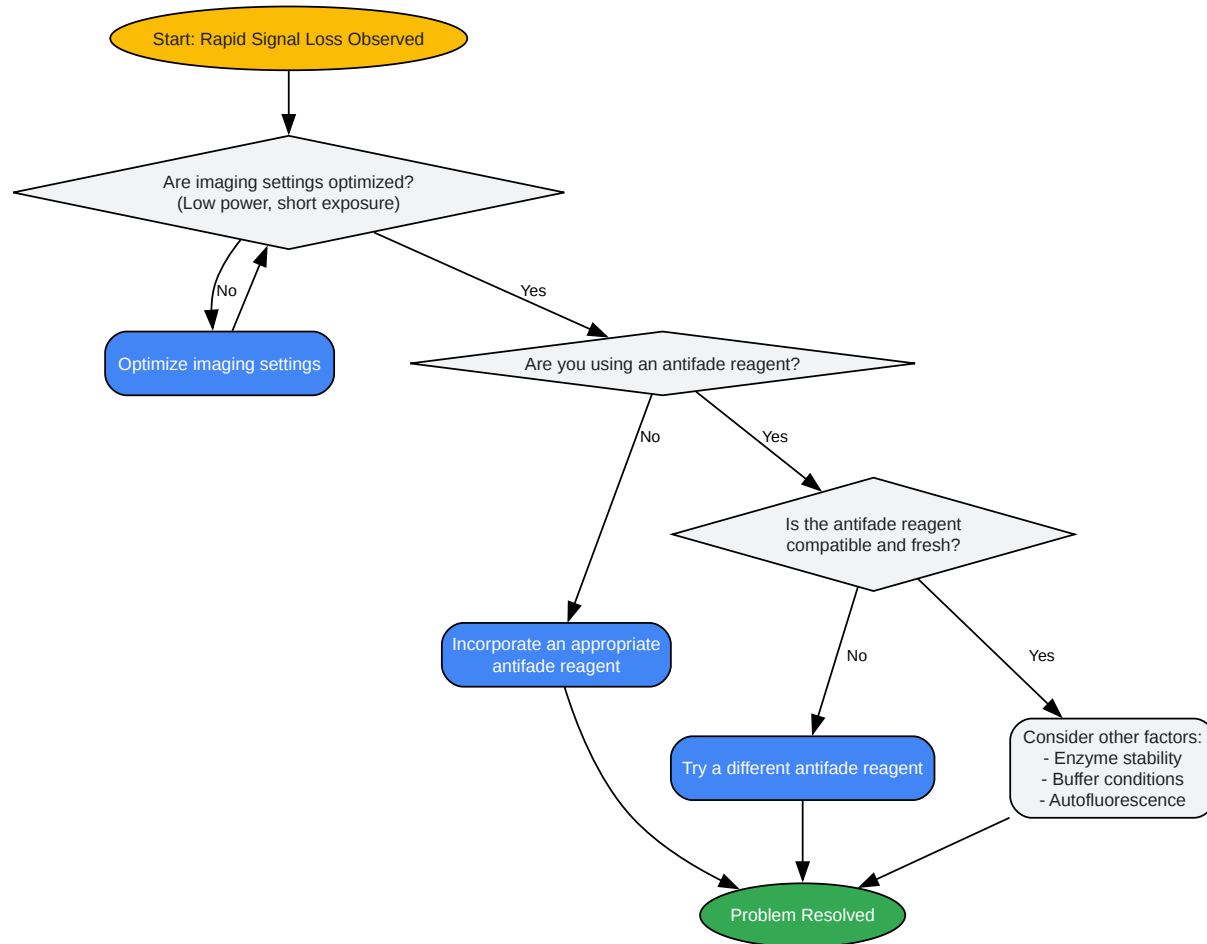 Start: Rapid Signal Loss Observed
Are imaging settings optimized?
(Low power, short exposure)
No
Yes
Optimize imaging settings
Are you using an antifade reagent?
No
Yes
Is the antifade reagent
compatible and fresh?
Incorporate an appropriate
antifade reagent
No
Yes
Try a different antifade reagent
Consider other factors:
- Enzyme stability
- Buffer conditions
- Autofluorescence
Problem Resolved